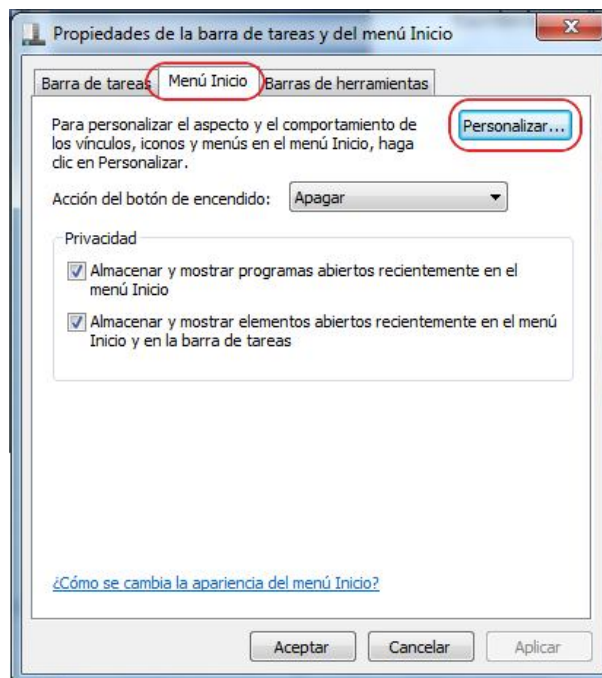 Propiedades de la barra de tareas y del menú Inicio
Barra de tareas Menú Inicio Barras de herramientas
Para personalizar el aspecto y el comportamiento de
los vínculos, iconos y menús en el menú Inicio, haga
clic en Personalizar.
Personalizar...
Acción del botón de encendido: Apagar
Privacidad
Almacenar y mostrar programas abiertos recientemente en el
menú Inicio
Almacenar y mostrar elementos abiertos recientemente en el menú
Inicio y en la barra de tareas
¿Cómo se cambia la apariencia del menú Inicio?
Aceptar Cancelar Aplicar